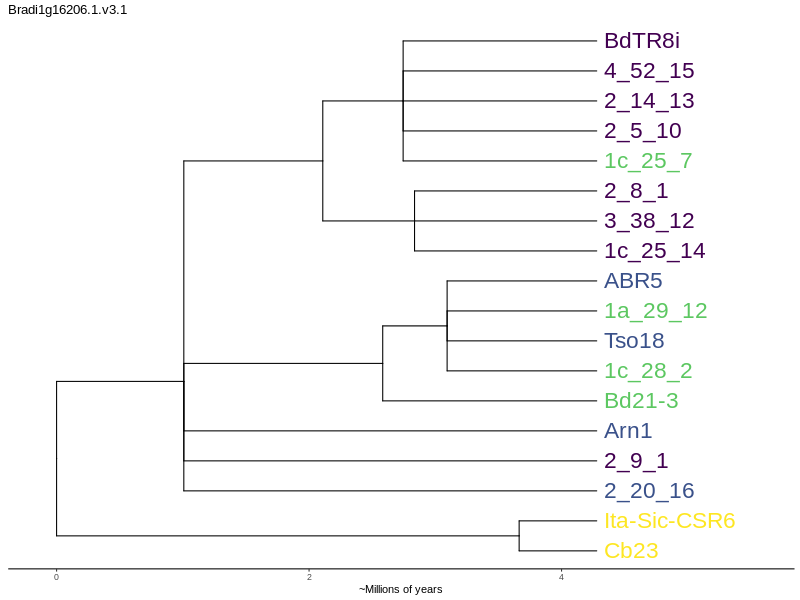 Bradi1g16206.1.v3.1
BdTR8i
4_52_15
2_14_13
2_5_10
1c_25_7
2_8_1
3_38_12
1c_25_14
ABR5
1a_29_12
Tso18
1c_28_2
Bd21-3
Arn1
2_9_1
2_20_16
Ita-Sic-CSR6
Cb23
0 2 4
~Millions of years